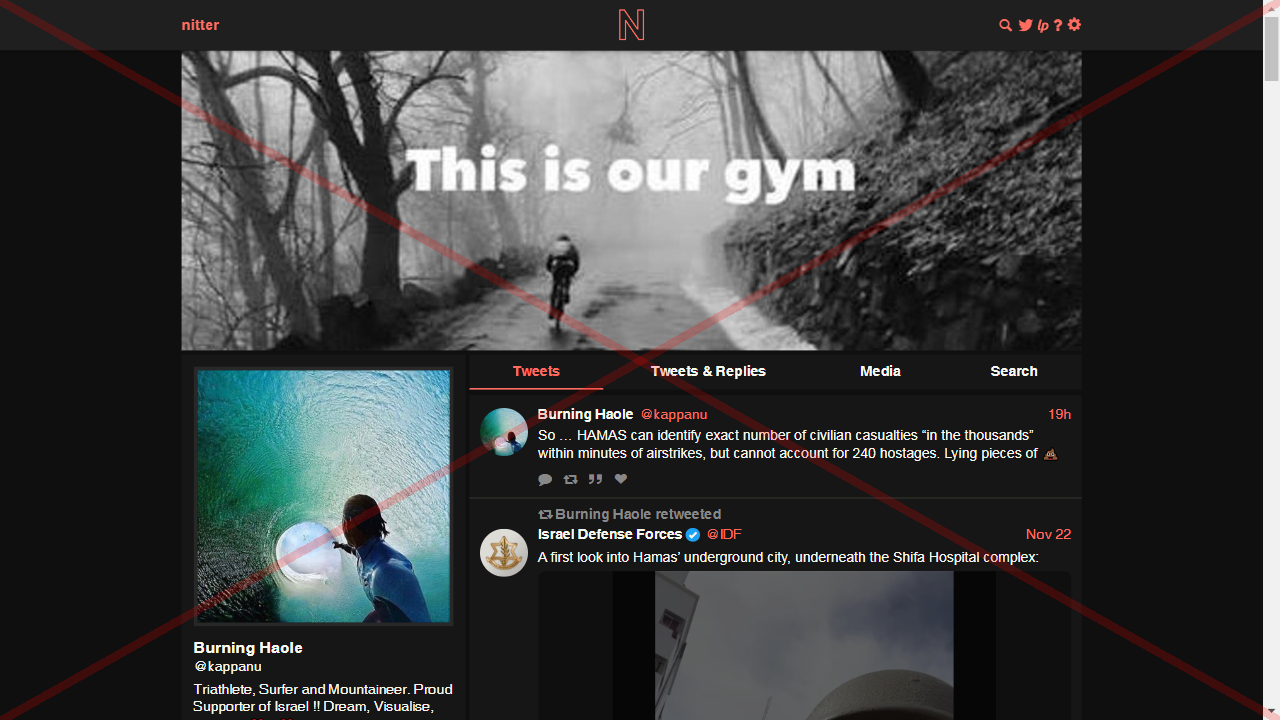 nitter
N
lp ?
This is our gym
Tweets
Tweets & Replies
Media
Search
Burning Haole @kappanu 19h
So … HAMAS can identify exact number of civilian casualties “in the thousands”
within minutes of airstrikes, but cannot account for 240 hostages. Lying pieces of 💩
Burning Haole retweeted
Israel Defense Forces @IDF Nov 22
A first look into Hamas’ underground city, underneath the Shifa Hospital complex:
Burning Haole
@kappanu
Triathlete, Surfer and Mountaineer. Proud
Supporter of Israel !! Dream, Visualise,